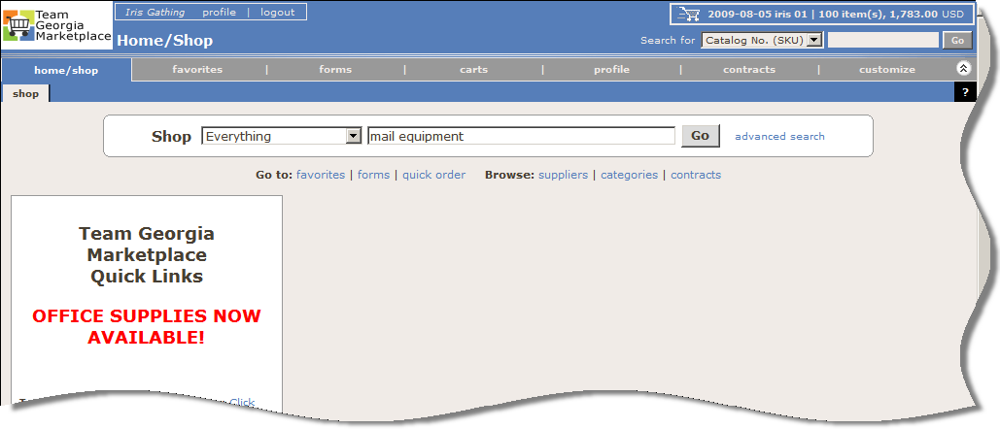 Team Georgia Marketplace
Iris Gathing profile | logout
2009-08-05 iris 01 | 100 item(s), 1,783.00 USD
Home/Shop
Search for Catalog No. (SKU) Go
home/shop favorites | forms | carts | profile | contracts | customize
shop ?
Shop Everything mail equipment Go advanced search
Go to: favorites | forms | quick order Browse: suppliers | categories | contracts
Team Georgia
Marketplace
Quick Links
OFFICE SUPPLIES NOW
AVAILABLE!
Click